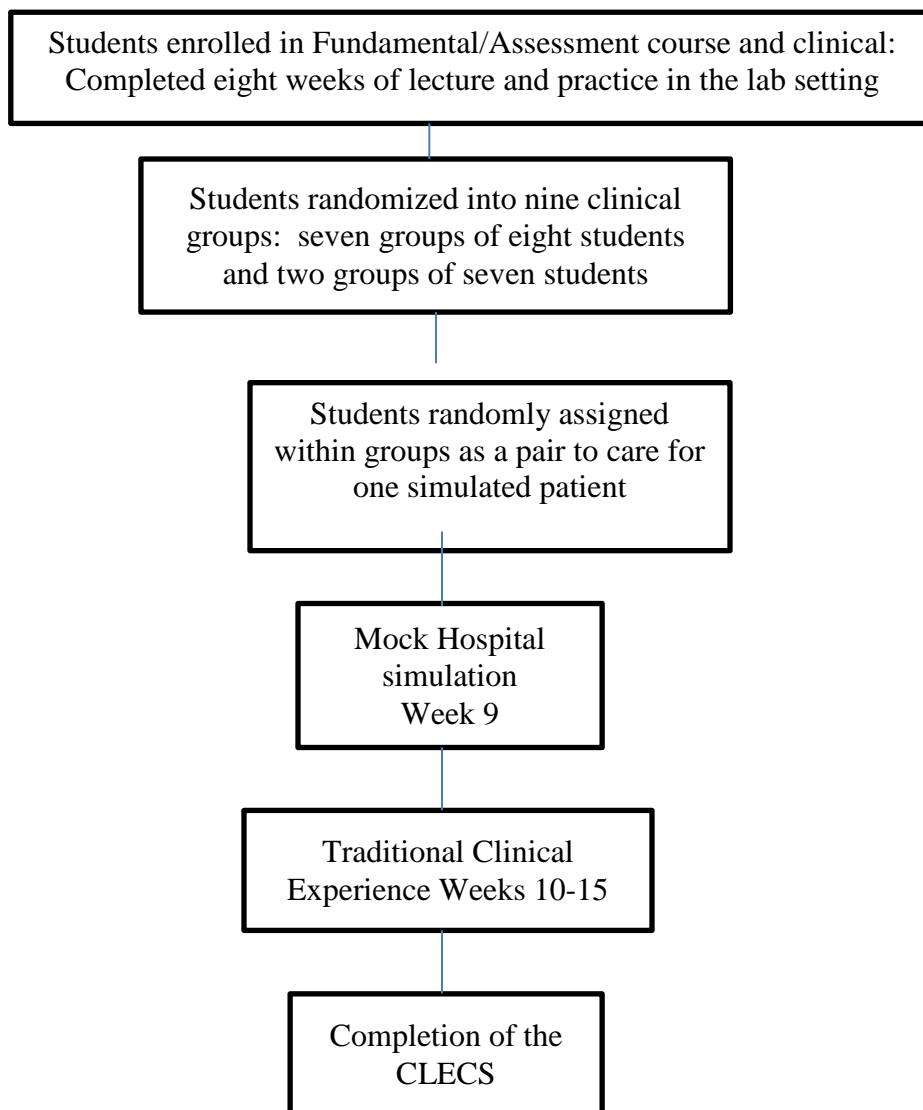 Students enrolled in Fundamental/Assessment course and clinical:
Completed eight weeks of lecture and practice in the lab setting
Students randomized into nine clinical
groups:  seven groups of eight students
and two groups of seven students
Students randomly assigned
within groups as a pair to care for
one simulated patient
Mock Hospital
simulation
Week 9
Traditional Clinical
Experience Weeks 10-15
Completion of the
CLECS